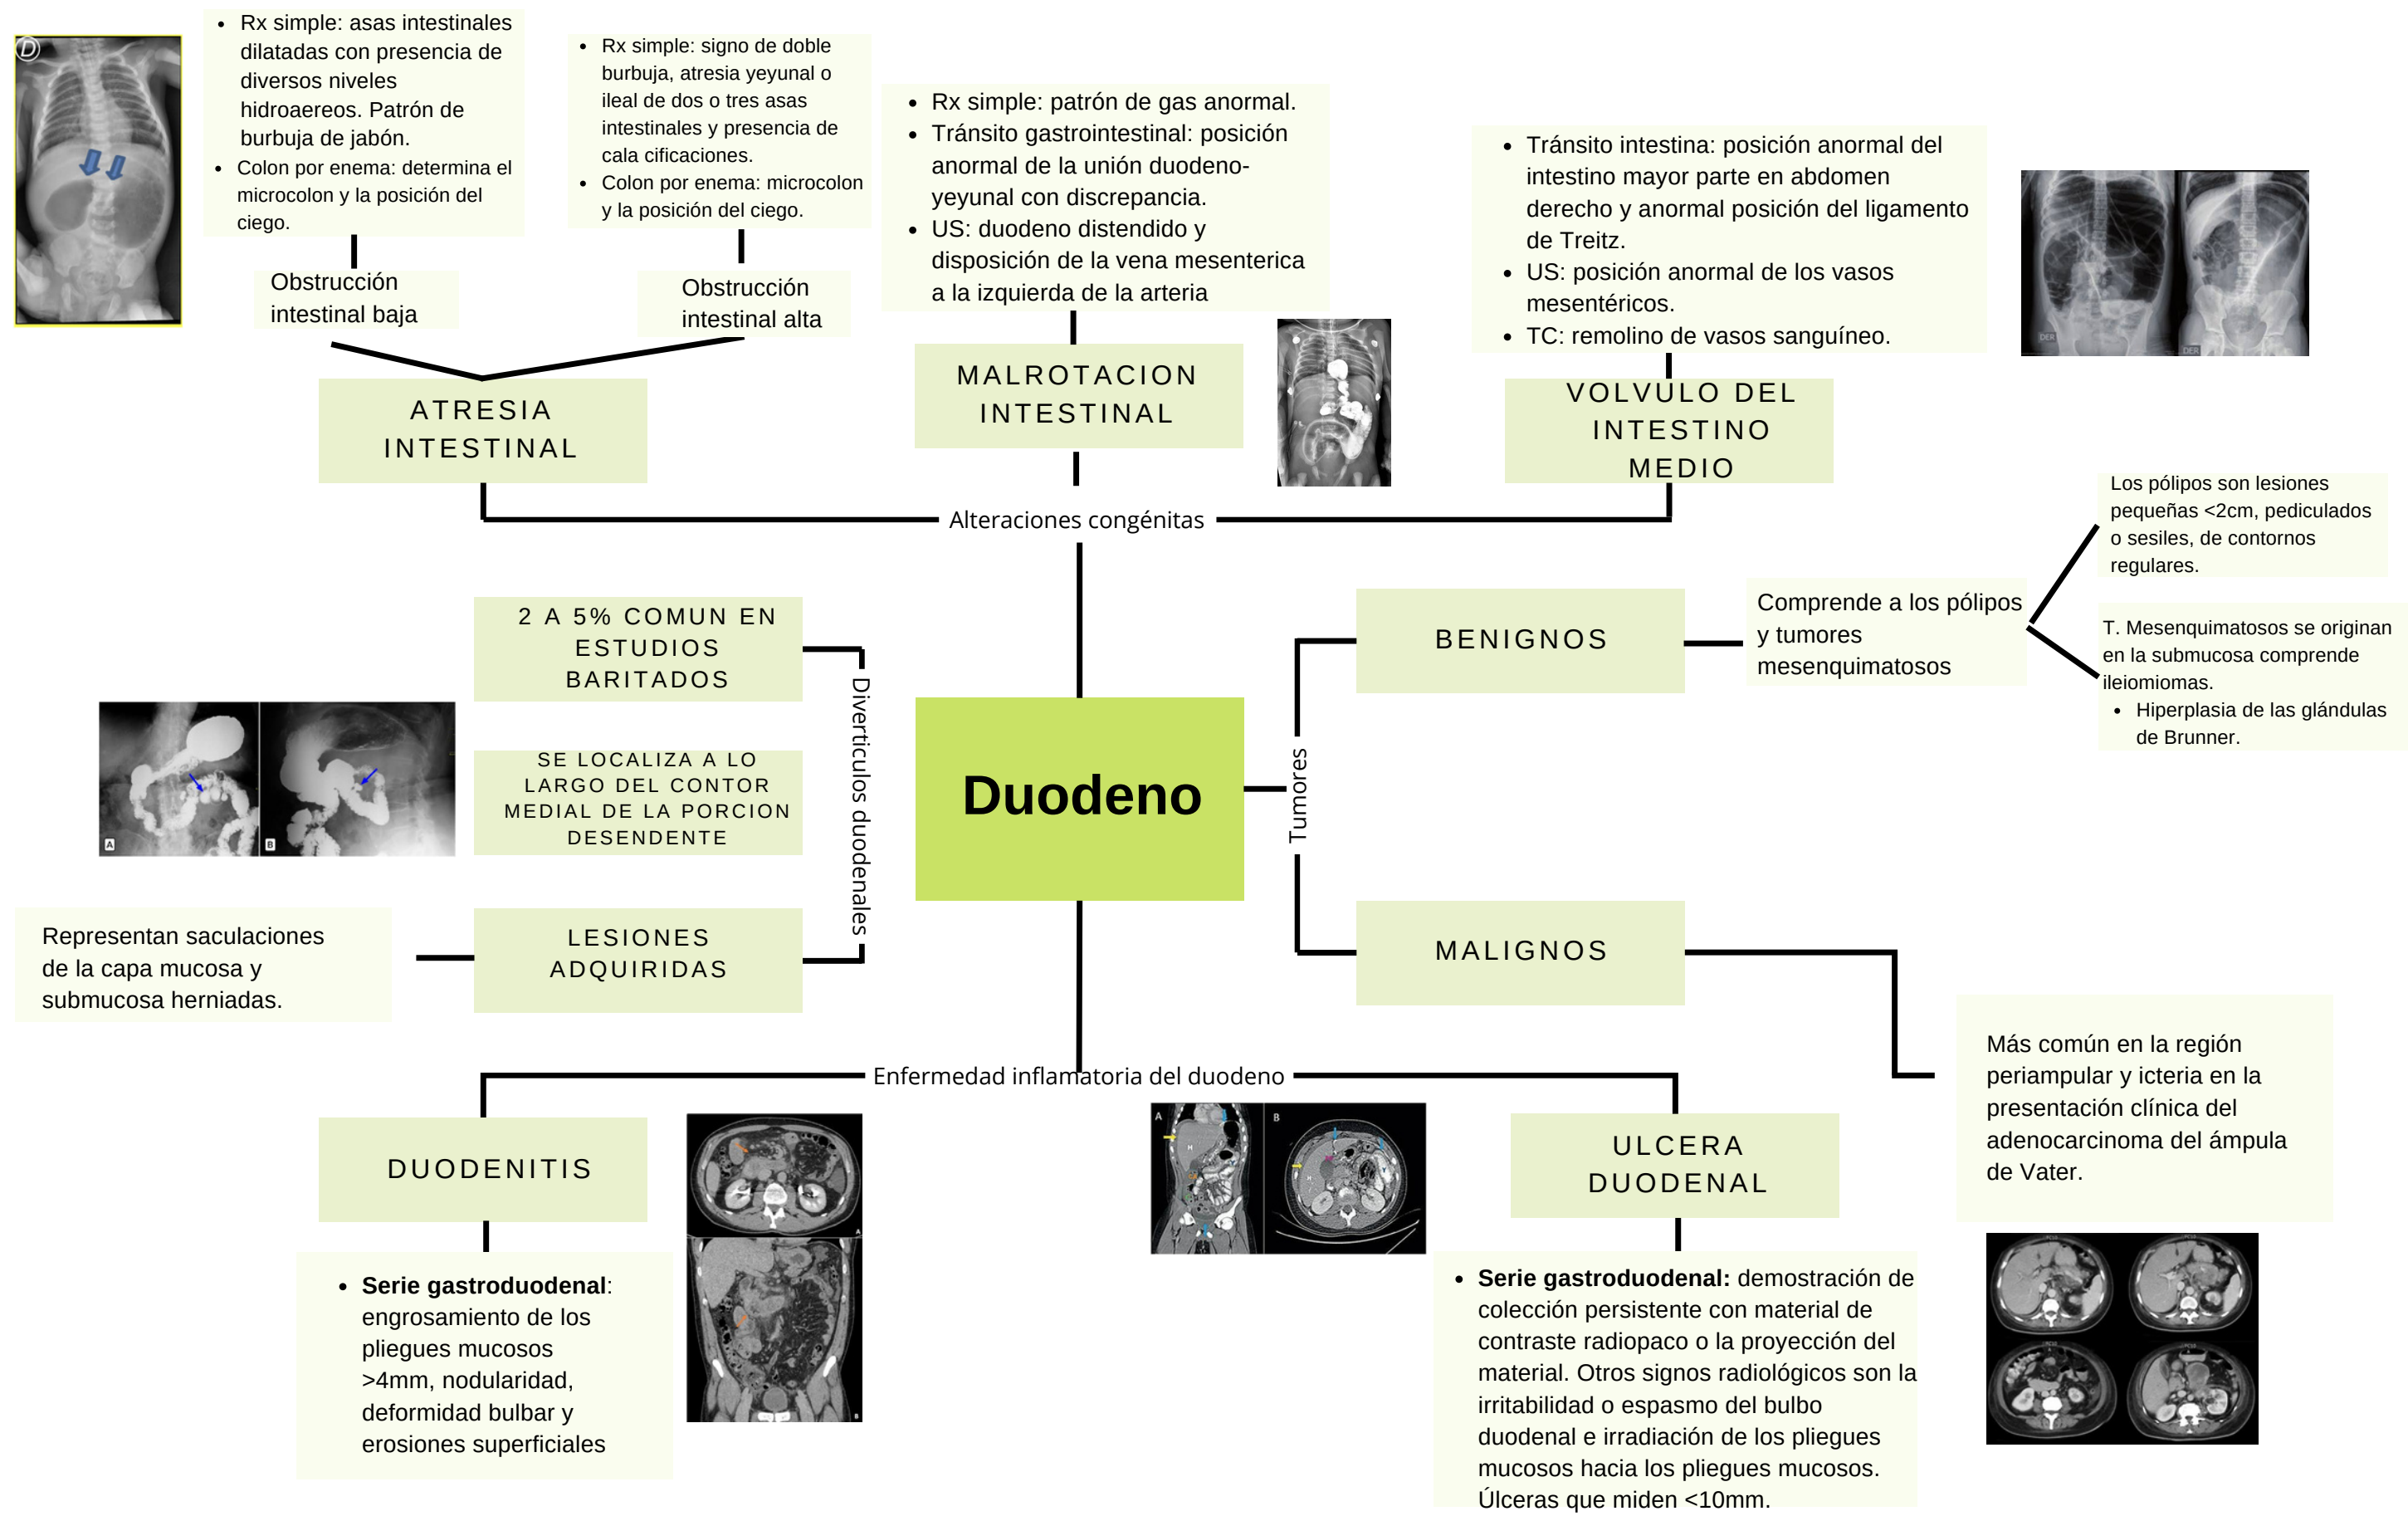 D
• Rx simple: asas intestinales
dilatadas con presencia de
diversos niveles
hidroaereos. Patrón de
burbuja de jabón.
• Colon por enema: determina el
microcolon y la posición del
ciego.
Obstrucción
intestinal baja
• Rx simple: signo de doble
burbuja, atresia yeyunal o
ileal de dos o tres asas
intestinales y presencia de
cala cificaciones.
• Colon por enema: microcolon
y la posición del ciego.
Obstrucción
intestinal alta
ATRESIA
INTESTINAL
• Rx simple: patrón de gas anormal.
• Tránsito gastrointestinal: posición
anormal de la unión duodeno-
yeyunal con discrepancia.
• US: duodeno distendido y
disposición de la vena mesenterica
a la izquierda de la arteria
MALROTACION
INTESTINAL
• Tránsito intestina: posición anormal del
intestino mayor parte en abdomen
derecho y anormal posición del ligamento
de Treitz.
• US: posición anormal de los vasos
mesentéricos.
• TC: remolino de vasos sanguíneo.
DER
DER
VOLVULO DEL
INTESTINO
MEDIO
Alteraciones congénitas
2 A 5% COMUN EN
ESTUDIOS
BARITADOS
SE LOCALIZA A LO
LARGO DEL CONTOR
MEDIAL DE LA PORCION
DESENDENTE
A
B
Representan saculaciones
de la capa mucosa y
submucosa herniadas.
LESIONES
ADQUIRIDAS
Diverticulos duodenales
Duodeno
Tumores
BENIGNOS
Comprende a los pólipos
y tumores
mesenquimatosos
Los pólipos son lesiones
pequeñas <2cm, pediculados
o sesiles, de contornos
regulares.
T. Mesenquimatosos se originan
en la submucosa comprende
ileiomiomas.
• Hiperplasia de las glándulas
de Brunner.
MALIGNOS
Más común en la región
periampular y icteria en la
presentación clínica del
adenocarcinoma del ámpula
de Vater.
Enfermedad inflamatoria del duodeno
DUODENITIS
• Serie gastroduodenal:
engrosamiento de los
pliegues mucosos
>4mm, nodularidad,
deformidad bulbar y
erosiones superficiales
A
B
A
H
B
H
ULCERA
DUODENAL
• Serie gastroduodenal: demostración de
colección persistente con material de
contraste radiopaco o la proyección del
material. Otros signos radiológicos son la
irritabilidad o espasmo del bulbo
duodenal e irradiación de los pliegues
mucosos hacia los pliegues mucosos.
Úlceras que miden <10mm.